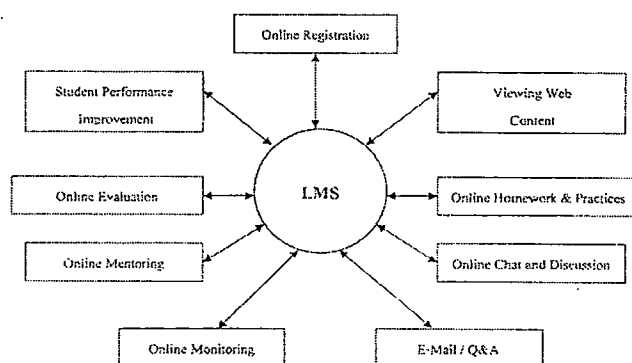 Online Registration
Student Performance
Improvement
Viewing Web
Content
LMS
Online Evaluation
Online Homework & Practices
Online Mentoring
Online Chat and Discussion
Online Monitoring
E-Mail / Q&A